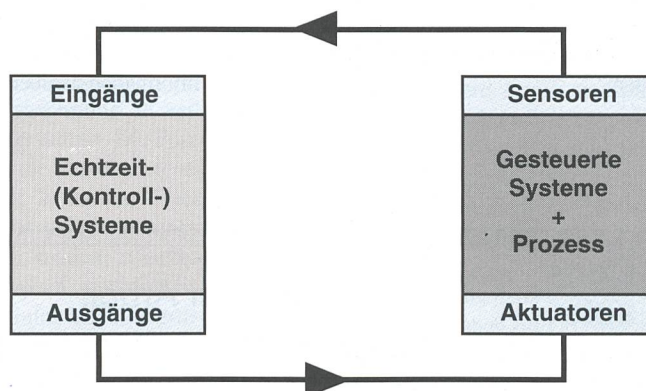 Eingänge
Echtzeit-
(Kontroll-)
Systeme
Ausgänge
Sensoren
Gesteuerte
Systeme
+
Prozess
Aktuatoren